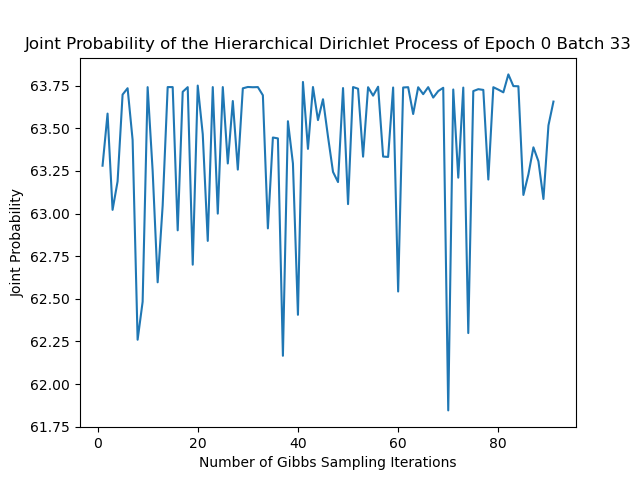 Joint Probability of the Hierarchical Dirichlet Process of Epoch 0 Batch 33
63.75
63.50
63.25
63.00
62.75
62.50
62.25
62.00
61.75
Joint Probability
0 20 40 60 80
Number of Gibbs Sampling Iterations